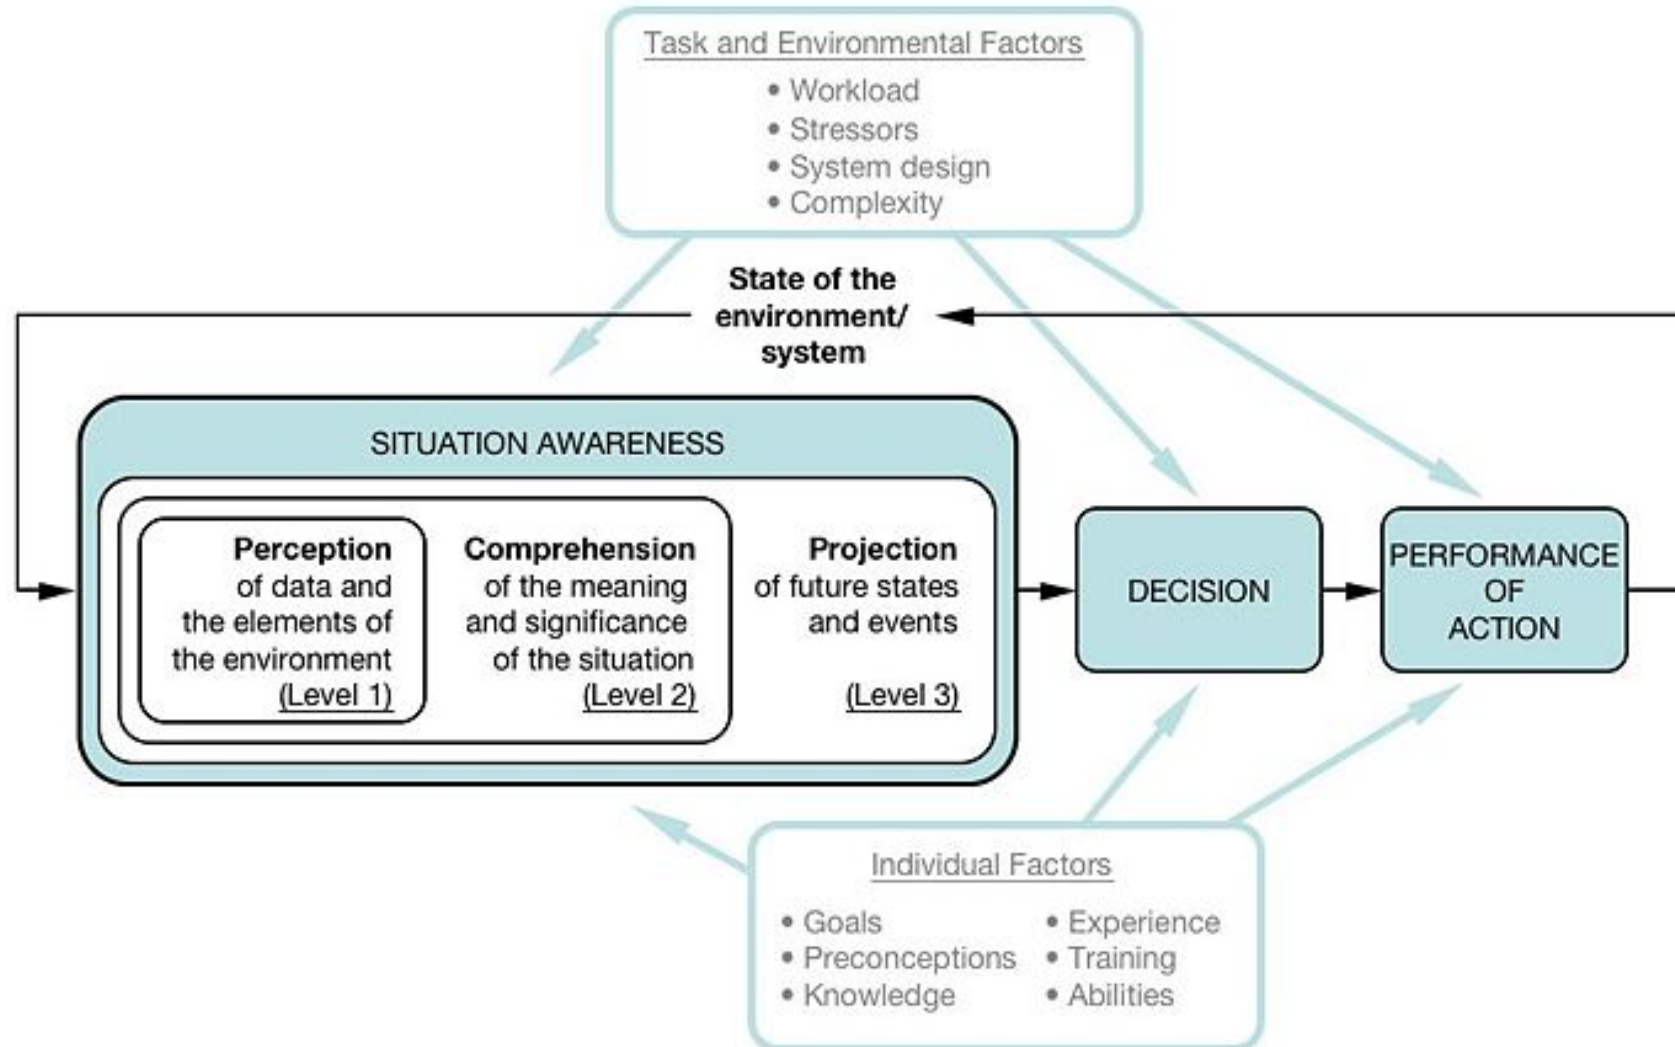 Task and Environmental Factors
• Workload
• Stressors
• System design
• Complexity
State of the
environment/
system
SITUATION AWARENESS
Perception
of data and
the elements of
the environment
(Level 1)
Comprehension
of the meaning
and significance
of the situation
(Level 2)
Projection
of future states
and events
(Level 3)
DECISION
PERFORMANCE
OF
ACTION
Individual Factors
• Goals
• Preconceptions
• Knowledge
• Experience
• Training
• Abilities